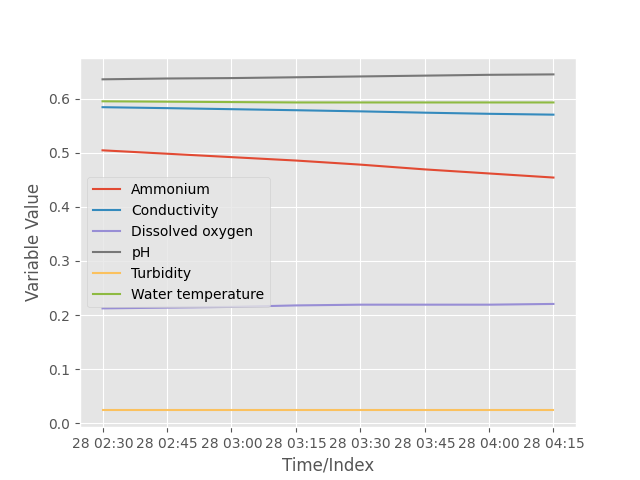 0.6
0.5
0.4
0.3
0.2
0.1
0.0
Variable Value
Ammonium
Conductivity
Dissolved oxygen
pH
Turbidity
Water temperature
28 02:30 28 02:45 28 03:00 28 03:15 28 03:30 28 03:45 28 04:00 28 04:15
Time/Index